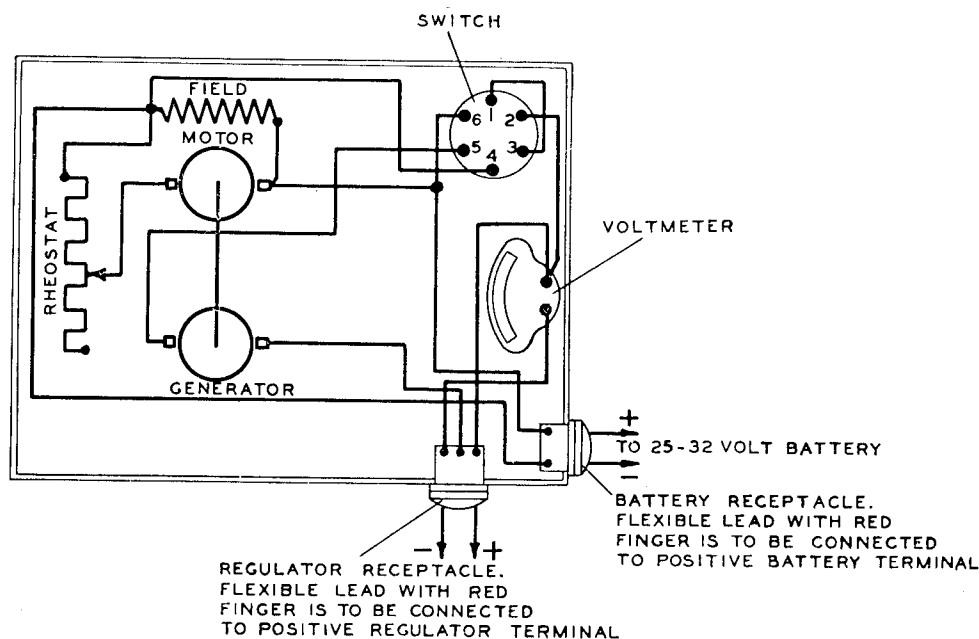 SWITCH
FIELD
MOTOR
1
6 2
5 3
4
RHEOSTAT
VOLTMETER
GENERATOR
+
TO 25-32 VOLT BATTERY
−
BATTERY RECEPTACLE.
FLEXIBLE LEAD WITH RED
FINGER IS TO BE CONNECTED
TO POSITIVE BATTERY TERMINAL
− +
REGULATOR RECEPTACLE.
FLEXIBLE LEAD WITH RED
FINGER IS TO BE CONNECTED
TO POSITIVE REGULATOR TERMINAL